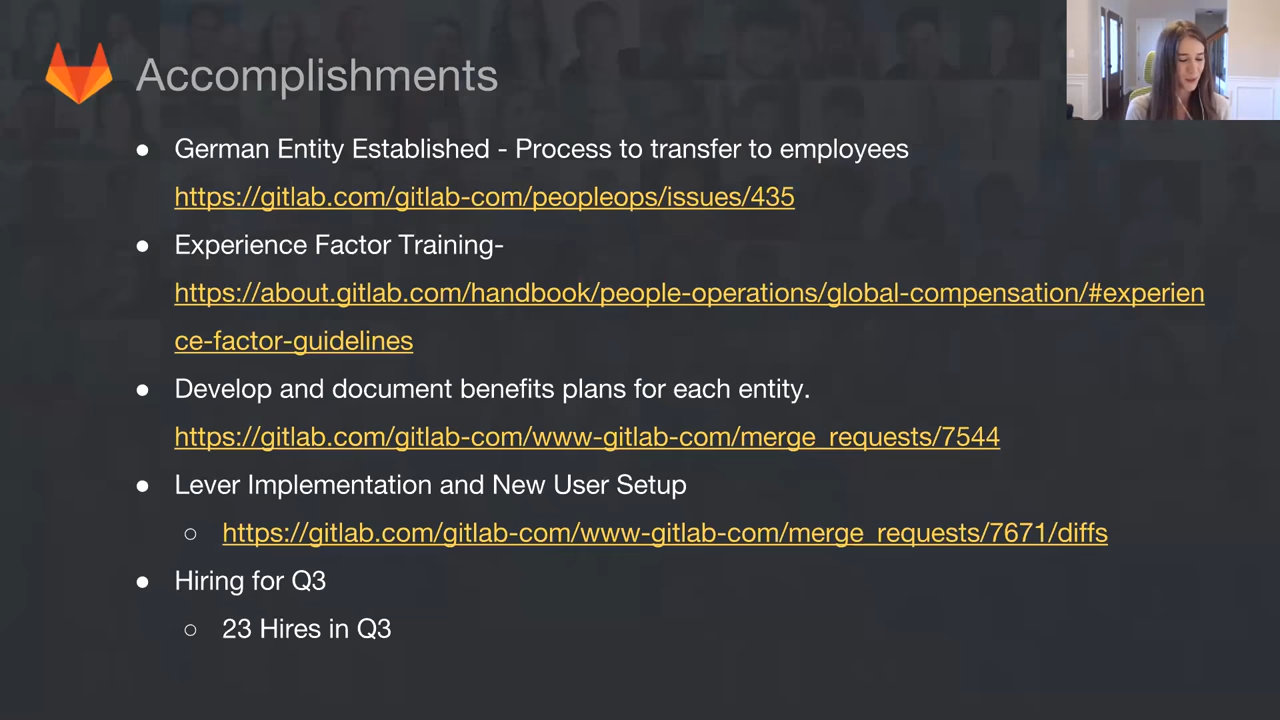 Accomplishments
● German Entity Established - Process to transfer to employees
https://gitlab.com/gitlab-com/peopleops/issues/435
● Experience Factor Training-
https://about.gitlab.com/handbook/people-operations/global-compensation/#experien
ce-factor-guidelines
● Develop and document benefits plans for each entity.
https://gitlab.com/gitlab-com/www-gitlab-com/merge_requests/7544
● Lever Implementation and New User Setup
○ https://gitlab.com/gitlab-com/www-gitlab-com/merge_requests/7671/diffs
● Hiring for Q3
○ 23 Hires in Q3